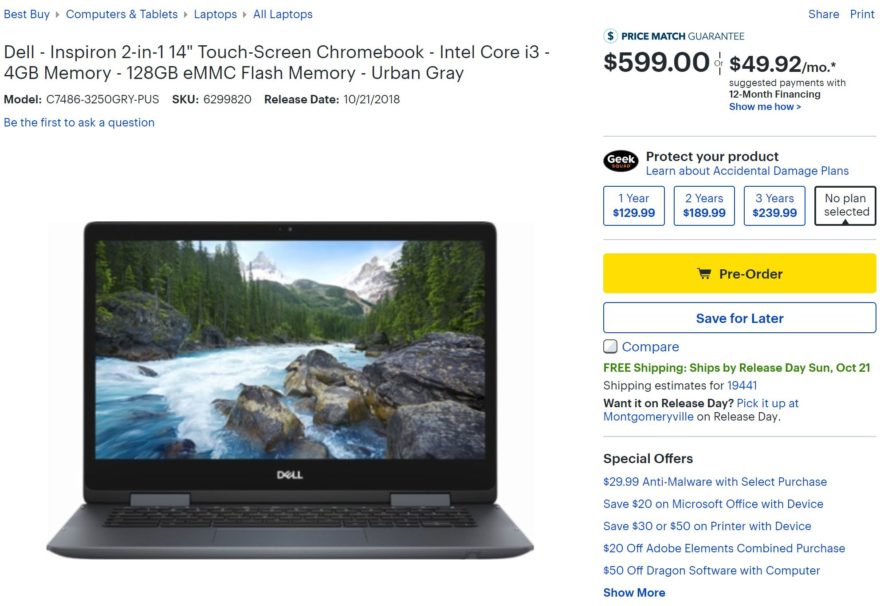 Best Buy › Computers & Tablets › Laptops › All Laptops
Share Print
Dell - Inspiron 2-in-1 14" Touch-Screen Chromebook - Intel Core i3 -
4GB Memory - 128GB eMMC Flash Memory - Urban Gray
Model: C7486-3250GRY-PUS SKU: 6299820 Release Date: 10/21/2018
Be the first to ask a question
DELL
$ PRICE MATCH GUARANTEE
$599.00 Or $49.92/mo.*
suggested payments with
12-Month Financing
Show me how >
Geek SQUAD
Protect your product
Learn about Accidental Damage Plans
1 Year
$129.99
2 Years
$189.99
3 Years
$239.99
No plan
selected
Pre-Order
Save for Later
Compare
FREE Shipping: Ships by Release Day Sun, Oct 21
Shipping estimates for 19441
Want it on Release Day? Pick it up at
Montgomeryville on Release Day.
Special Offers
$29.99 Anti-Malware with Select Purchase
Save $20 on Microsoft Office with Device
Save $30 or $50 on Printer with Device
$20 Off Adobe Elements Combined Purchase
$50 Off Dragon Software with Computer
Show More